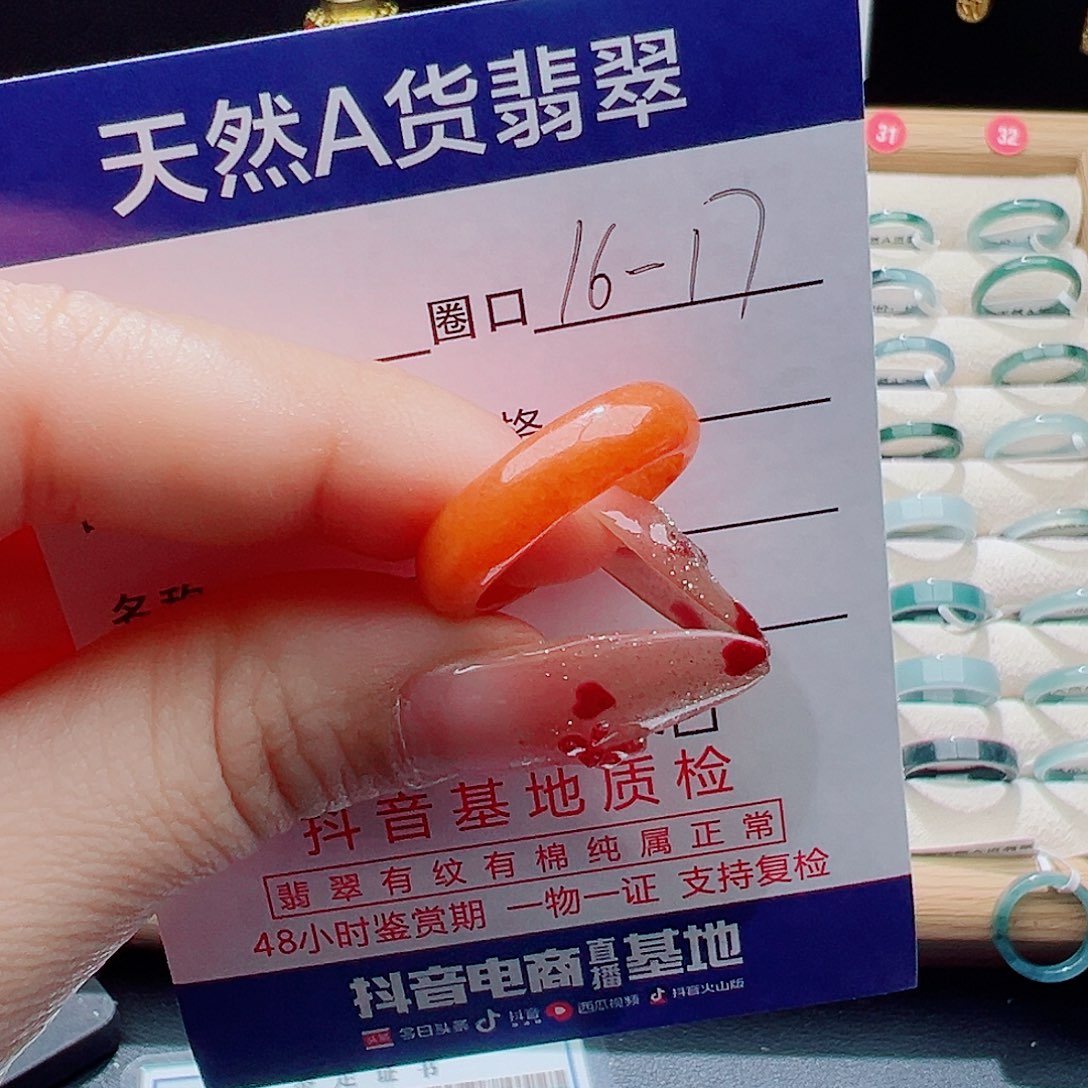 31
32
天然A货翡翠
圈口 16-17
格
名称
抖音基地质检
翡翠有纹有棉纯属正常
48小时鉴赏期 一物一证 支持复检
抖音电商直播基地
今日头条 抖音 西瓜视频 抖音火山版